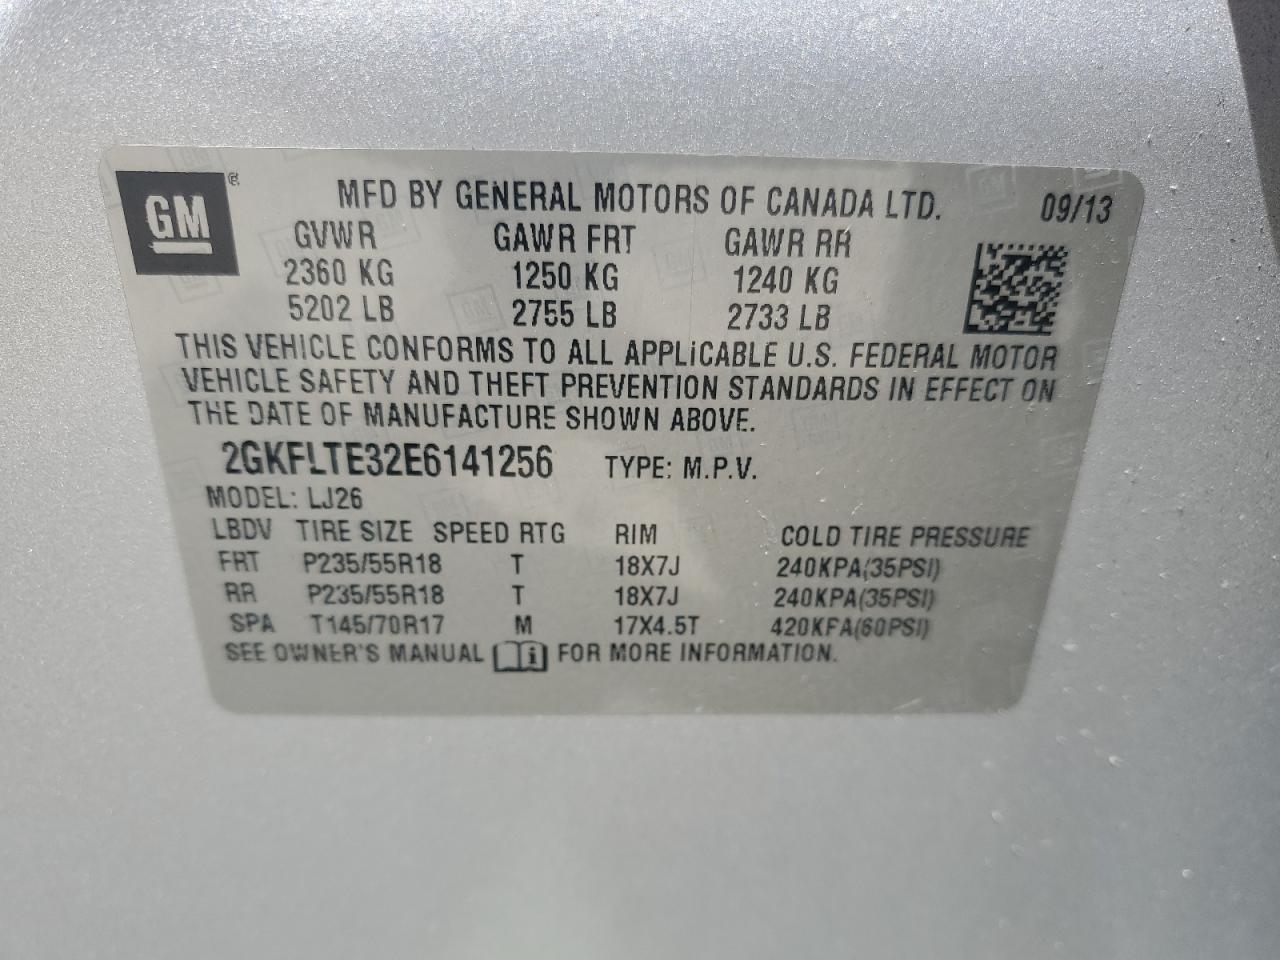 GM ®
MFD BY GENERAL MOTORS OF CANADA LTD. 09/13
GVWR GAWR FRT GAWR RR
2360 KG 1250 KG 1240 KG
5202 LB 2755 LB 2733 LB
THIS VEHICLE CONFORMS TO ALL APPLiCABLE U.S. FEDERAL MOTOR
VEHICLE SAFETY AND THEFT PREVENTION STANDARDS IN EFFECT ON
THE DATE OF MANUFACTURE SHOWN ABOVE.
2GKFLTE32E6141256 TYPE: M.P.V.
MODEL: LJ26
LBDV TIRE SIZE SPEED RTG RIM COLD TIRE PRESSURE
FRT P235/55R18 T 18X7J 240KPA(35PSI)
RR P235/55R18 T 18X7J 240KPA(35PSI)
SPA T145/70R17 M 17X4.5T 420KPA(60PSI)
SEE OWNER'S MANUAL i FOR MORE INFORMATION.